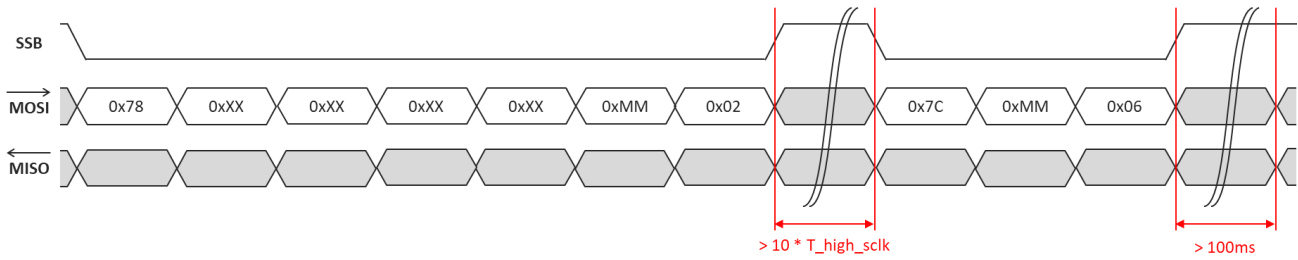 SSB
MOSI 0x78 0xXX 0xXX 0xXX 0xXX 0xMM 0x02 0x7C 0xMM 0x06
MISO
> 10 * T_high_sclk
> 100ms